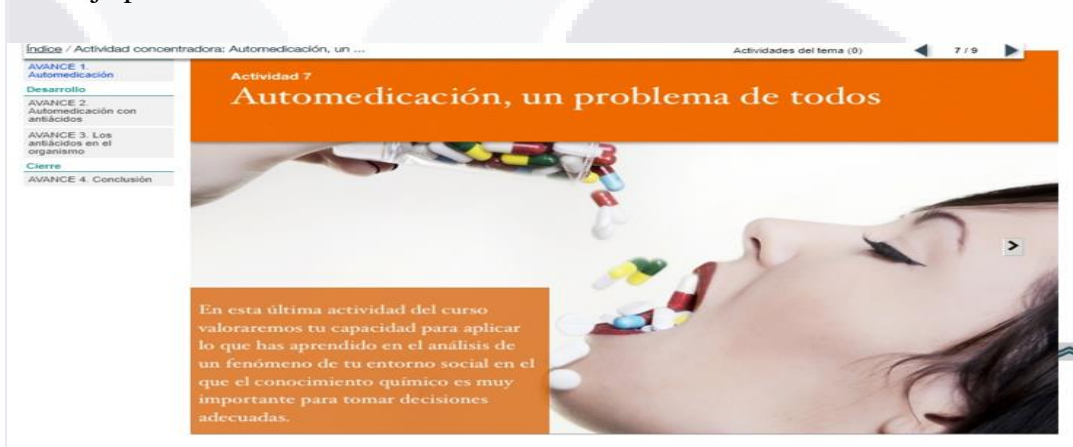 Índice / Actividad concentradora: Automedicación, un ...
Actividades del tema (0)
7 / 9
AVANCE 1.
Automedicación
Desarrollo
AVANCE 2.
Automedicación con
antiácidos
AVANCE 3. Los
antiácidos en el
organismo
Cierre
AVANCE 4. Conclusión
Actividad 7
Automedicación, un problema de todos
En esta última actividad del curso
valoraremos tu capacidad para aplicar
lo que has aprendido en el análisis de
un fenómeno de tu entorno social en el
que el conocimiento químico es muy
importante para tomar decisiones
adecuadas.